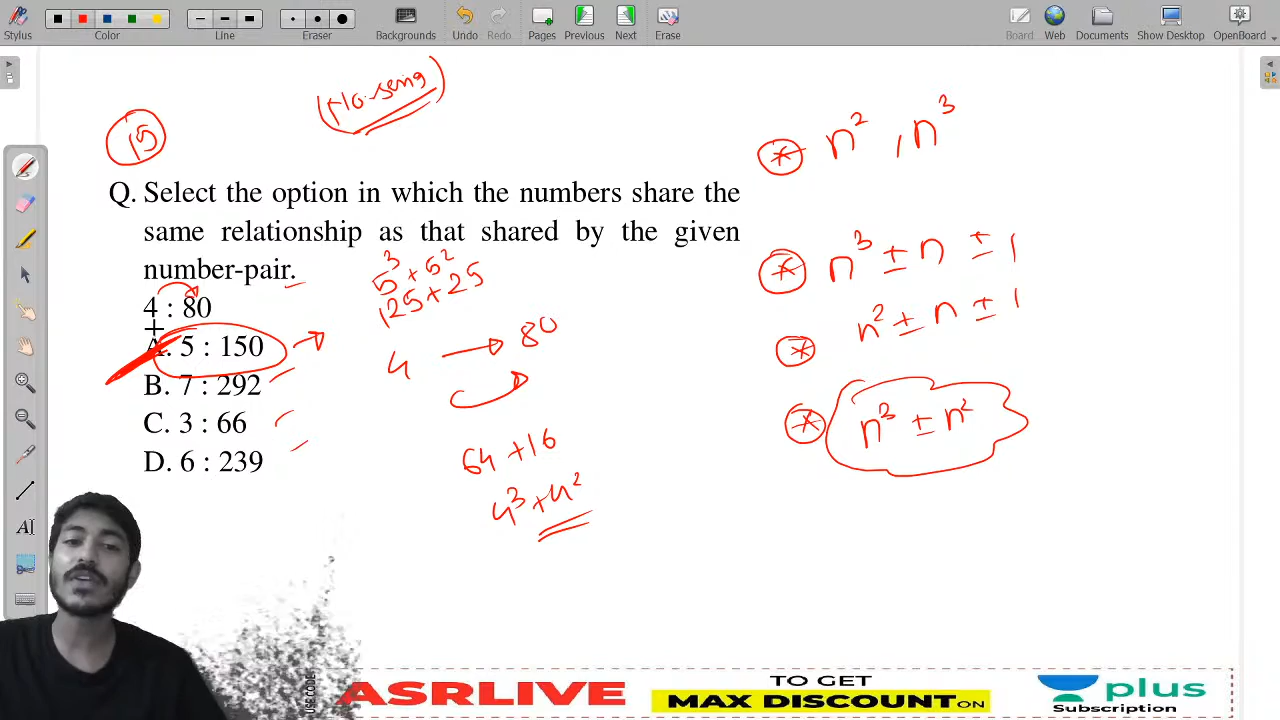 Stylus
Color
Line
Eraser
Backgrounds
Undo
Redo
Pages
Previous
Next
Erase
Board
Web
Documents
Show Desktop
OpenBoard
15
Q. Select the option in which the numbers share the
same relationship as that shared by the given
number-pair.
4 : 80
A. 5 : 150
B. 7 : 292
C. 3 : 66
D. 6 : 239
5³ + 5²
125 + 25
4 → 80
64 + 16
4³ + 4²
n² , n³
n³ ± n ± 1
n² ± n ± 1
n³ ± n²
USE CODE
ASRLIVE
TO GET
MAX DISCOUNT ON
plus
Subscription